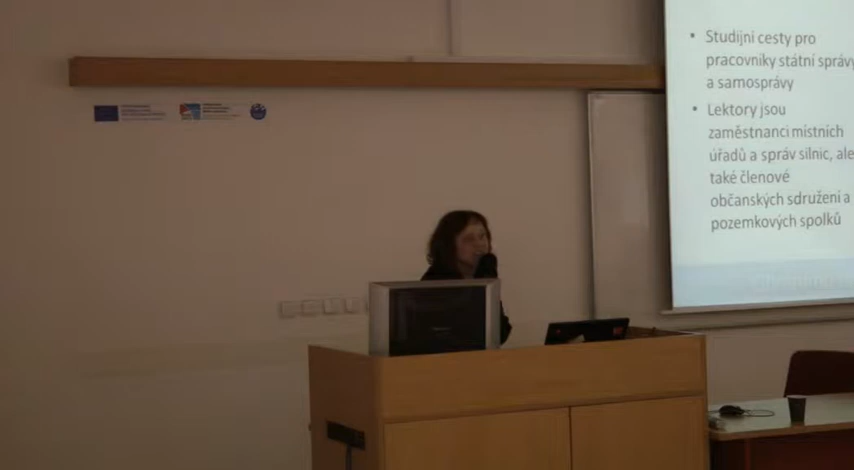 • Studijní cesty pro
pracovníky státní správy
a samosprávy
• Lektory jsou
zaměstnanci místních
úřadů a správ silnic, ale
také členové
občanských sdružení a
pozemkových spolků